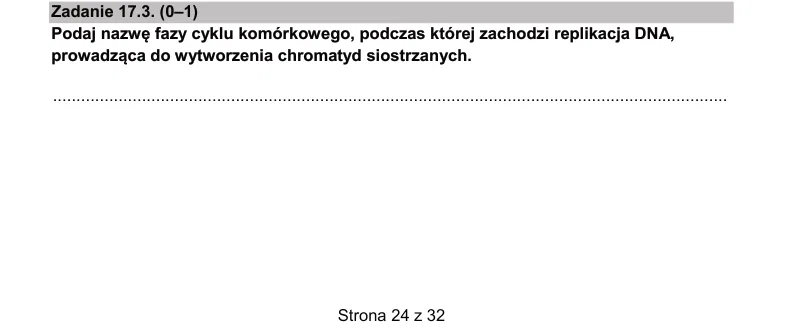 Zadanie 17.3. (0–1)
Podaj nazwę fazy cyklu komórkowego, podczas której zachodzi replikacja DNA,
prowadząca do wytworzenia chromatyd siostrzanych.
....................................................................................................................................................
Strona 24 z 32